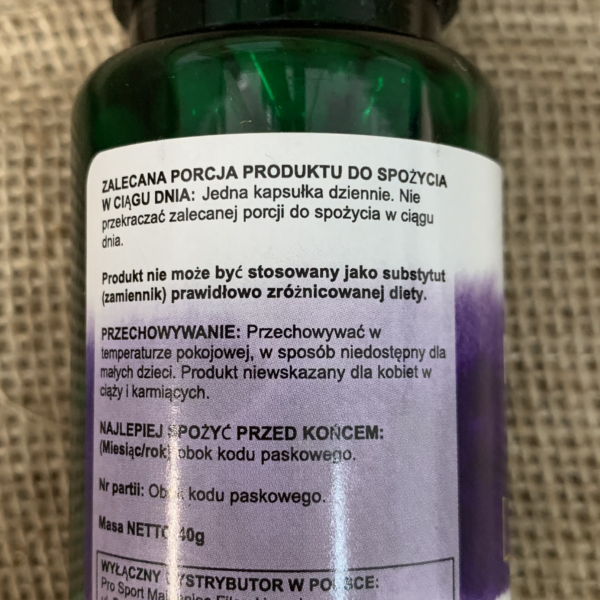 ZALECANA PORCJA PRODUKTU DO SPOŻYCIA
W CIĄGU DNIA: Jedna kapsułka dziennie. Nie
przekraczać zalecanej porcji do spożycia w ciągu
dnia.
Produkt nie może być stosowany jako substytut
(zamiennik) prawidłowo zróżnicowanej diety.
PRZECHOWYWANIE: Przechowywać w
temperaturze pokojowej, w sposób niedostępny dla
małych dzieci. Produkt niewskazany dla kobiet w
ciąży i karmiących.
NAJLEPIEJ SPOŻYĆ PRZED KOŃCEM:
(Miesiąc/rok) obok kodu paskowego.
Nr partii: Obok kodu paskowego.
Masa NETTO 40g
WYŁĄCZNY DYSTRYBUTOR W POLSCE:
Pro Sport